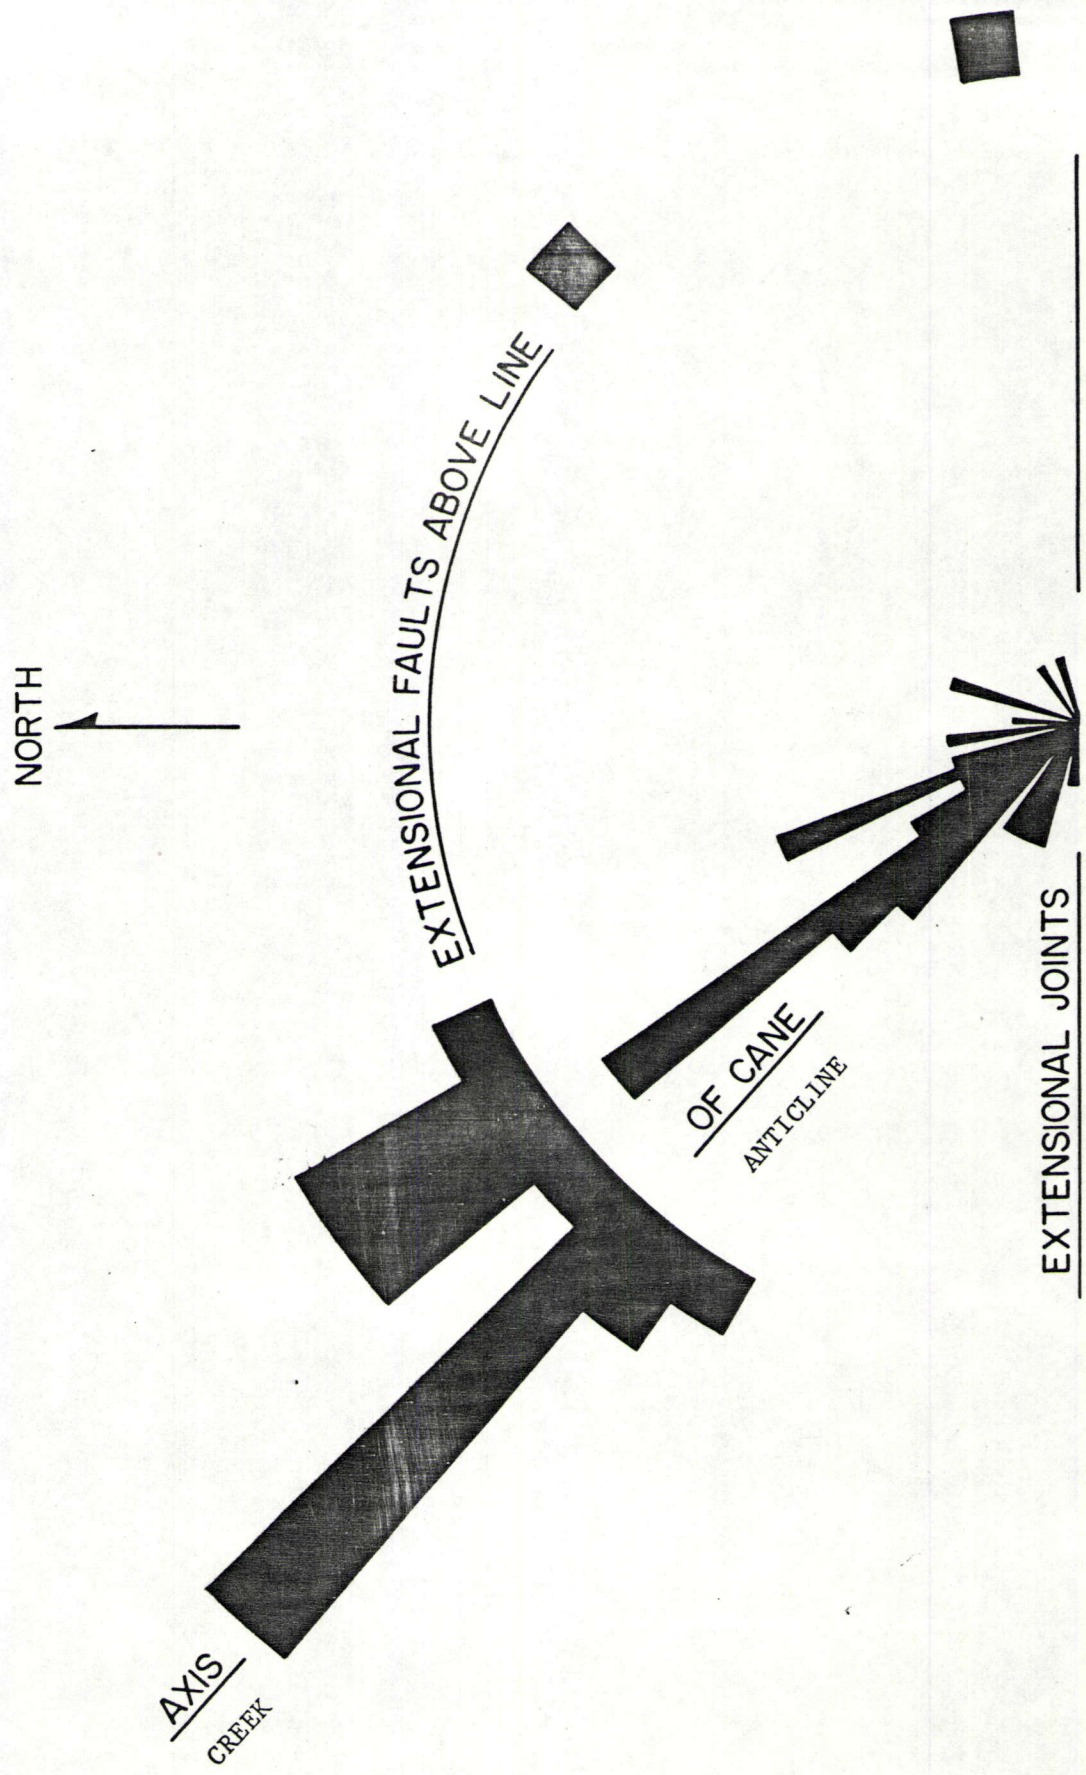 NORTH
EXTENSIONAL FAULTS ABOVE LINE
AXIS
CREEK
OF CANE
ANTICLINE
EXTENSIONAL JOINTS